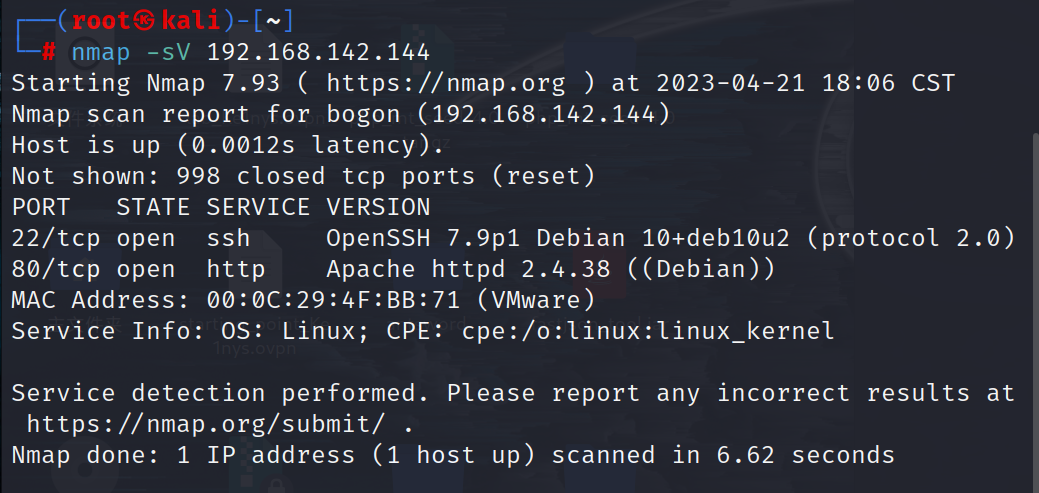 ┌──(root㉿kali)-[~]
└─# nmap -sV 192.168.142.144
Starting Nmap 7.93 ( https://nmap.org ) at 2023-04-21 18:06 CST
Nmap scan report for bogon (192.168.142.144)
Host is up (0.0012s latency).
Not shown: 998 closed tcp ports (reset)
PORT   STATE SERVICE VERSION
22/tcp open  ssh     OpenSSH 7.9p1 Debian 10+deb10u2 (protocol 2.0)
80/tcp open  http    Apache httpd 2.4.38 ((Debian))
MAC Address: 00:0C:29:4F:BB:71 (VMware)
Service Info: OS: Linux; CPE: cpe:/o:linux:linux_kernel
1nys.ovpn
Service detection performed. Please report any incorrect results at
 https://nmap.org/submit/ .
Nmap done: 1 IP address (1 host up) scanned in 6.62 seconds